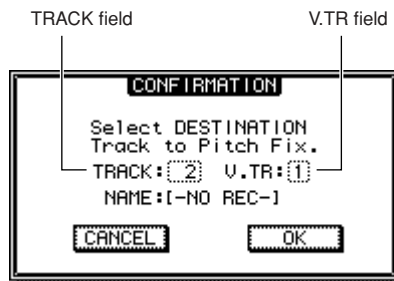 TRACK field V.TR field
CONFIRMATION
Select DESTINATION
Track to Pitch Fix.
TRACK: 2 V.TR:1
NAME:[-NO REC-]
CANCEL OK